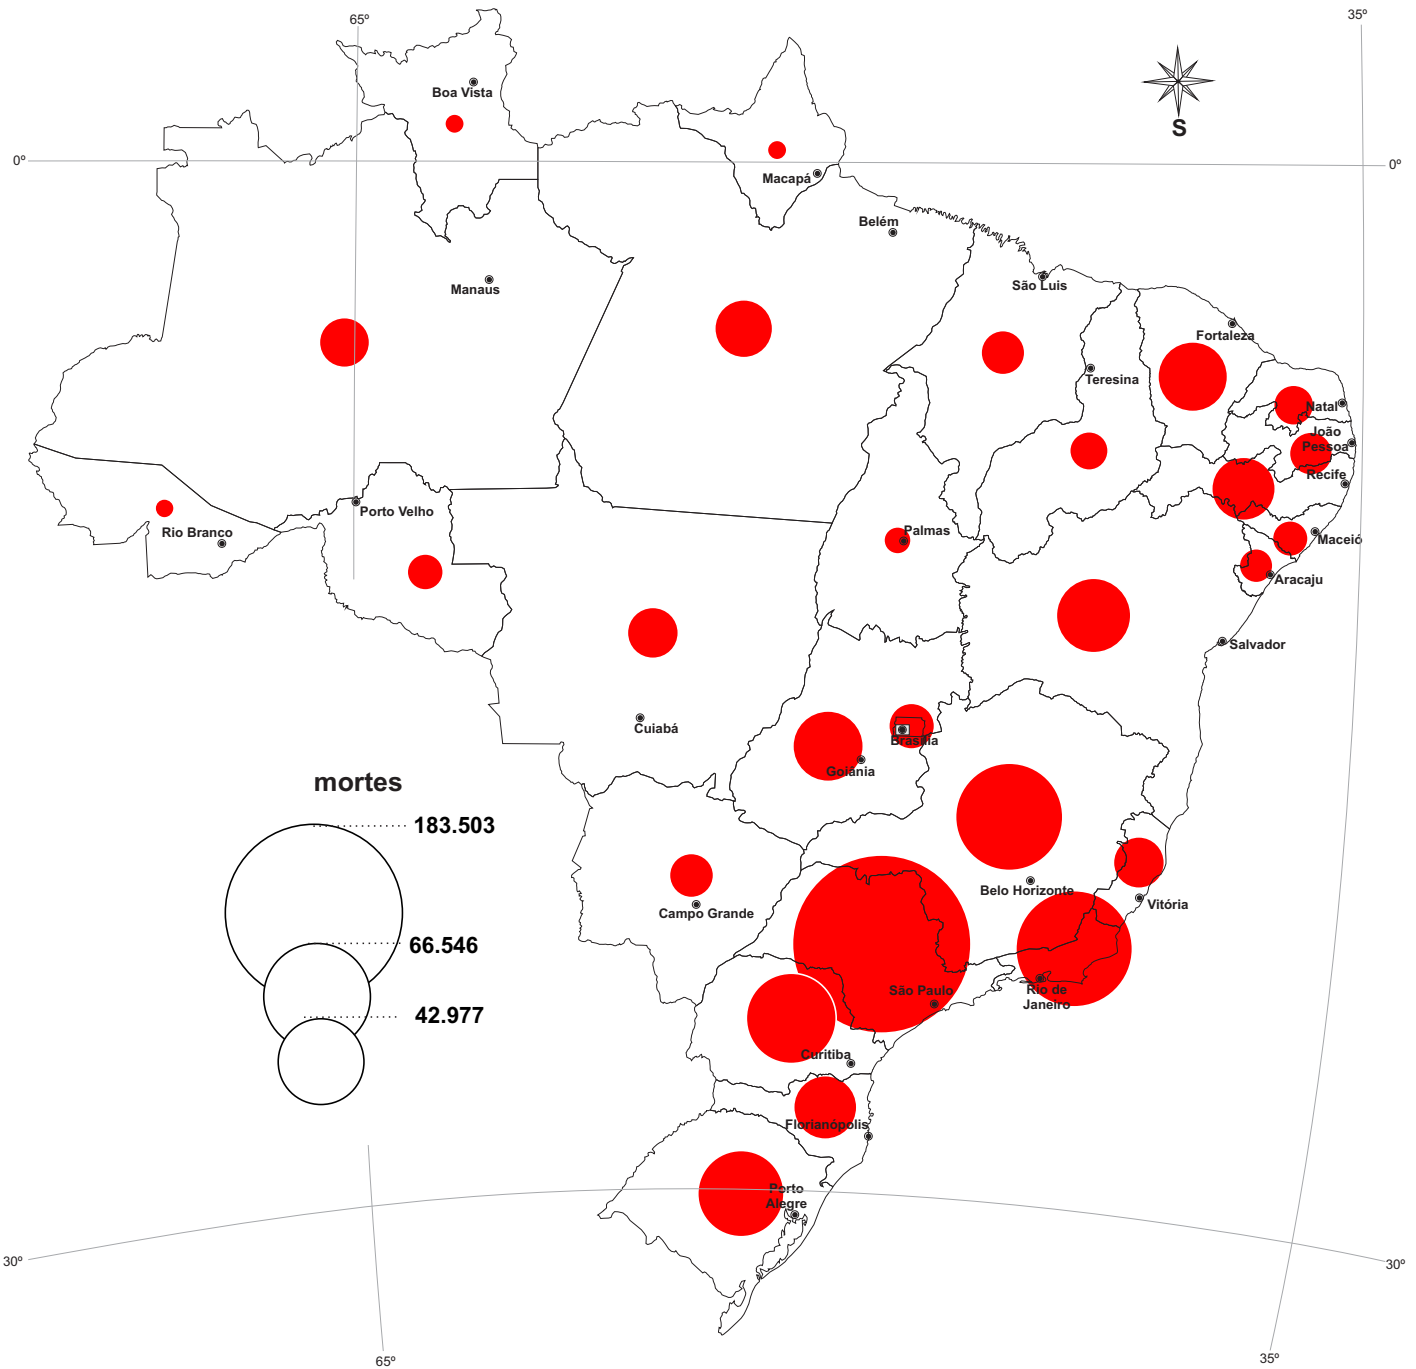 65º
35º
Boa Vista
S
0º
0º
Macapá
Belém
Manaus
São Luis
Fortaleza
Teresina
Natal
João
Pessoa
Recife
Porto Velho
Rio Branco
Palmas
Maceió
Aracaju
Salvador
Cuiabá
Brasília
Goiânia
mortes
183.503
66.546
42.977
Belo Horizonte
Vitória
Campo Grande
São Paulo
Rio de
Janeiro
Curitiba
Florianópolis
Porto
Alegre
30º
30º
65º
35º